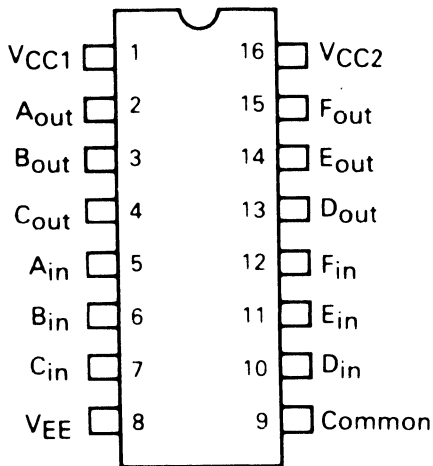 VCC1 1 16 VCC2
Aout 2 15 Fout
Bout 3 14 Eout
Cout 4 13 Dout
Ain 5 12 Fin
Bin 6 11 Ein
Cin 7 10 Din
VEE 8 9 Common